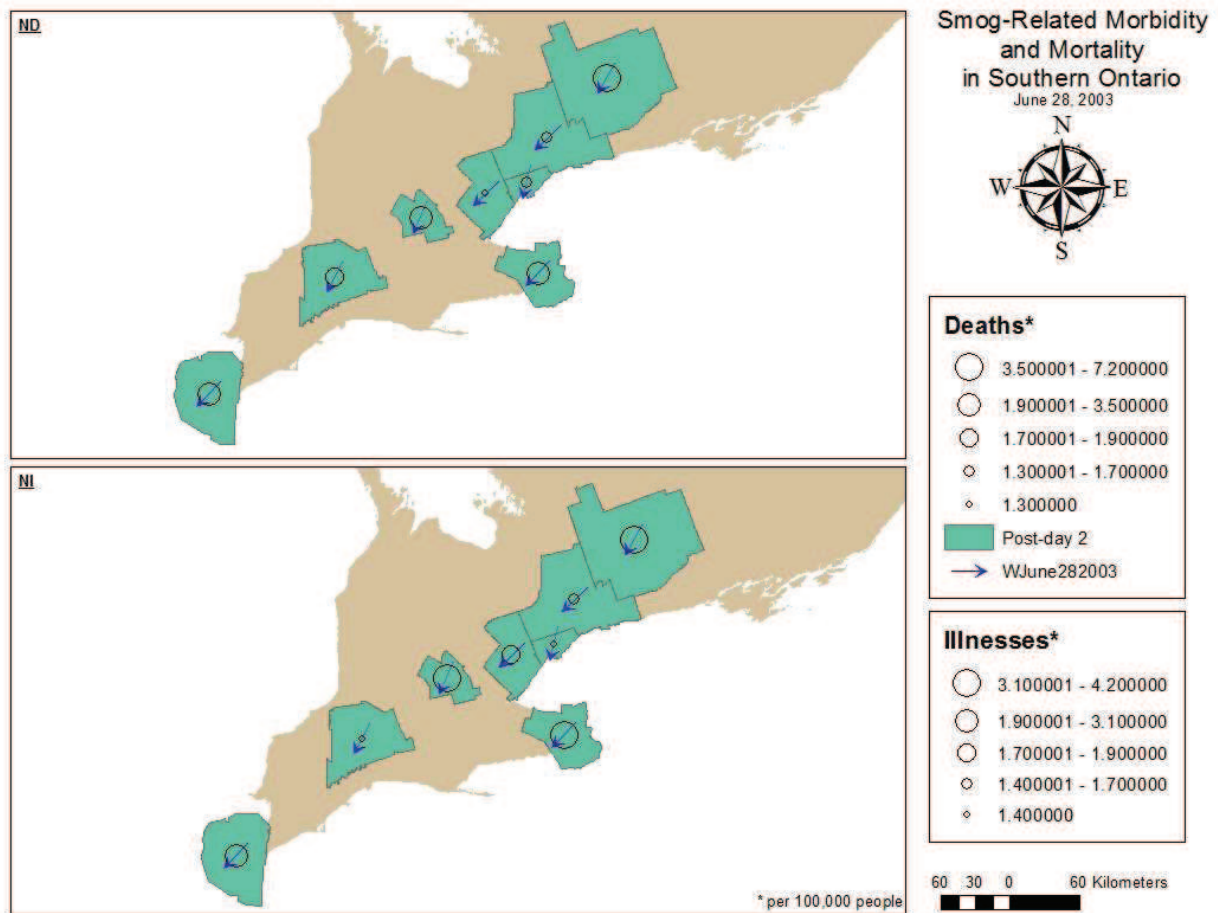 ND
Smog-Related Morbidity
and Mortality
in Southern Ontario
June 28, 2003
N
W
E
S
Deaths*
3.500001 - 7.200000
1.900001 - 3.500000
1.700001 - 1.900000
1.300001 - 1.700000
1.300000
Post-day 2
WJune282003
NI
* per 100,000 people
Illnesses*
3.100001 - 4.200000
1.900001 - 3.100000
1.700001 - 1.900000
1.400001 - 1.700000
1.400000
60 30 0 60 Kilometers